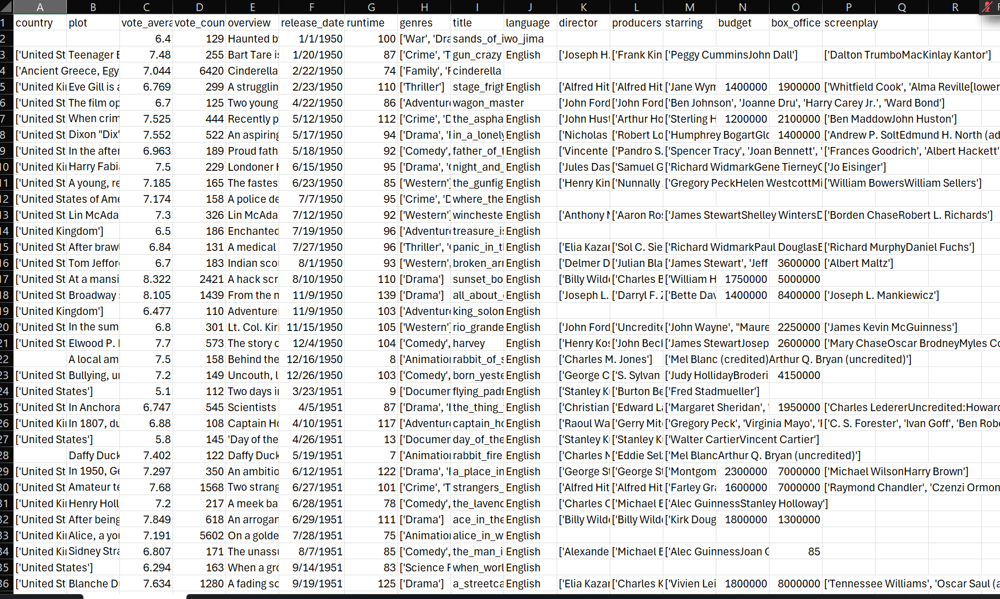 A B C D E F G H I J K L M N O P Q R
1 country plot vote_avera vote_coun overview release_date runtime genres title language director producers starring budget box_office screenplay
2 6.4 129 Haunted b 1/1/1950 100 ['War', 'Dra sands_of_iwo_jima
3 ['United St Teenager B 7.48 255 Bart Tare is 1/20/1950 87 ['Crime', 'T gun_crazy English ['Joseph H. ['Frank Kin ['Peggy CumminsJohn Dall'] ['Dalton TrumboMacKinlay Kantor']
4 ['Ancient Greece, Egy 7.044 6420 Cinderella 2/22/1950 74 ['Family', 'F cinderella
5 ['United Ki Eve Gill is a 6.769 299 A strugglin 2/23/1950 110 ['Thriller'] stage_frigh English ['Alfred Hit ['Alfred Hit ['Jane Wym 1400000 1900000 ['Whitfield Cook', 'Alma Reville[lower
6 ['United St The film op 6.7 125 Two young 4/22/1950 86 ['Adventure wagon_master ['John Ford ['John Ford ['Ben Johnson', 'Joanne Dru', 'Harry Carey Jr.', 'Ward Bond']
7 ['United St When crim 7.525 444 Recently p 5/12/1950 112 ['Crime', 'D the_aspha English ['John Hust ['Arthur Ho ['Sterling H 1200000 2100000 ['Ben MaddowJohn Huston']
8 ['United St Dixon "Dix" 7.552 522 An aspiring 5/17/1950 94 ['Drama', ' in_a_lonely English ['Nicholas ['Robert Lo ['Humphrey BogartGlo 1400000 ['Andrew P. SoltEdmund H. North (ad
9 ['United St In the after 6.963 189 Proud fath 5/18/1950 92 ['Comedy', father_of_t English ['Vincente ['Pandro S. ['Spencer Tracy', 'Joan Bennett', ' ['Frances Goodrich', 'Albert Hackett'
10 ['United Ki Harry Fabi 7.5 229 Londoner H 6/15/1950 95 ['Drama', ' night_and_ English ['Jules Das ['Samuel G ['Richard WidmarkGene TierneyG ['Jo Eisinger']
11 ['United St A young, re 7.185 165 The fastes 6/23/1950 85 ['Western'] the_gunfig English ['Henry Kin ['Nunnally ['Gregory PeckHelen WestcottMi ['William BowersWilliam Sellers']
12 ['United States of Ame 7.174 158 A police de 7/7/1950 95 ['Crime', 'D where_the English
13 ['United St Lin McAda 7.3 326 Lin McAda 7/12/1950 92 ['Western'] wincheste English ['Anthony M ['Aaron Ros ['James StewartShelley WintersD ['Borden ChaseRobert L. Richards']
14 ['United Kingdom'] 6.5 186 Enchanted 7/19/1950 96 ['Adventure treasure_is English
15 ['United St After brawl 6.84 131 A medical 7/27/1950 96 ['Thriller', ' panic_in_t English ['Elia Kazan ['Sol C. Sie ['Richard WidmarkPaul DouglasB ['Richard MurphyDaniel Fuchs']
16 ['United St Tom Jeffor 6.7 183 Indian sco 8/1/1950 93 ['Western', broken_arr English ['Delmer D ['Julian Bla ['James Stewart', 'Jeff 3600000 ['Albert Maltz']
17 ['United St At a mansi 8.322 2421 A hack scr 8/10/1950 110 ['Drama'] sunset_bo English ['Billy Wilde ['Charles B ['William H 1750000 5000000
18 ['United St Broadway s 8.105 1439 From the m 11/9/1950 139 ['Drama'] all_about_ English ['Joseph L. ['Darryl F. Z ['Bette Dav 1400000 8400000 ['Joseph L. Mankiewicz']
19 ['United Kingdom'] 6.477 110 Adventure 11/9/1950 103 ['Adventure king_solom English
20 ['United St In the sum 6.8 301 Lt. Col. Kir 11/15/1950 105 ['Western'] rio_grande English ['John Ford ['Uncredite ['John Wayne', "Maure 2250000 ['James Kevin McGuinness']
21 ['United St Elwood P. 7.7 573 The story o 12/4/1950 104 ['Comedy', harvey English ['Henry Kos ['John Beck ['James StewartJosep 2600000 ['Mary ChaseOscar BrodneyMyles Co
22 A local am 7.5 158 Behind the 12/16/1950 8 ['Animation rabbit_of_s English ['Charles M. Jones'] ['Mel Blanc (credited)Arthur Q. Bryan (uncredited)']
23 ['United St Bullying, un 7.2 149 Uncouth, l 12/26/1950 103 ['Comedy', born_yeste English ['George C ['S. Sylvan ['Judy HollidayBroderi 4150000
24 ['United States'] 5.1 112 Two days i 3/23/1951 9 ['Documen flying_padr English ['Stanley K ['Burton Be ['Fred Stadmueller']
25 ['United St In Anchora 6.747 545 Scientists 4/5/1951 87 ['Drama', ' the_thing_ English ['Christian ['Edward La ['Margaret Sheridan', ' 1950000 ['Charles LedererUncredited:Howard
26 ['United Ki In 1807, du 6.88 108 Captain Ho 4/10/1951 117 ['Adventure captain_ho English ['Raoul Wa ['Gerry Mitc ['Gregory Peck', 'Virginia Mayo', ' ['C. S. Forester', 'Ivan Goff', 'Ben Robe
27 ['United States'] 5.8 145 'Day of the 4/26/1951 13 ['Documen day_of_the English ['Stanley K ['Stanley K ['Walter CartierVincent Cartier']
28 Daffy Duck 7.402 122 Daffy Duck 5/19/1951 7 ['Animation rabbit_fire English ['Charles M ['Eddie Selz ['Mel BlancArthur Q. Bryan (uncredited)']
29 ['United St In 1950, Ge 7.297 350 An ambitio 6/12/1951 122 ['Drama', ' a_place_in English ['George St ['George St ['Montgom 2300000 7000000 ['Michael WilsonHarry Brown']
30 ['United St Amateur te 7.68 1568 Two strang 6/27/1951 101 ['Crime', 'T strangers_ English ['Alfred Hit ['Alfred Hit ['Farley Gra 1600000 7000000 ['Raymond Chandler', 'Czenzi Ormon
31 ['United Ki Henry Holl 7.2 217 A meek ba 6/28/1951 78 ['Comedy', the_lavend English ['Charles C ['Michael B ['Alec GuinnessStanley Holloway']
32 ['United St After being 7.849 618 An arrogan 6/29/1951 111 ['Drama'] ace_in_the English ['Billy Wilde ['Billy Wilde ['Kirk Doug 1800000 1300000
33 ['United Ki Alice, a you 7.191 5602 On a golde 7/28/1951 75 ['Animation alice_in_w English
34 ['United Ki Sidney Stra 6.807 171 The unass 8/7/1951 85 ['Comedy', the_man_i English ['Alexande ['Michael B ['Alec GuinnessJoan G 85
35 ['United States'] 6.294 163 When a gro 9/14/1951 83 ['Science F when_worl English
36 ['United St Blanche Du 7.634 1280 A fading so 9/19/1951 125 ['Drama'] a_streetca English ['Elia Kazan ['Charles K ['Vivien Lei 1800000 8000000 ['Tennessee Williams', 'Oscar Saul (a